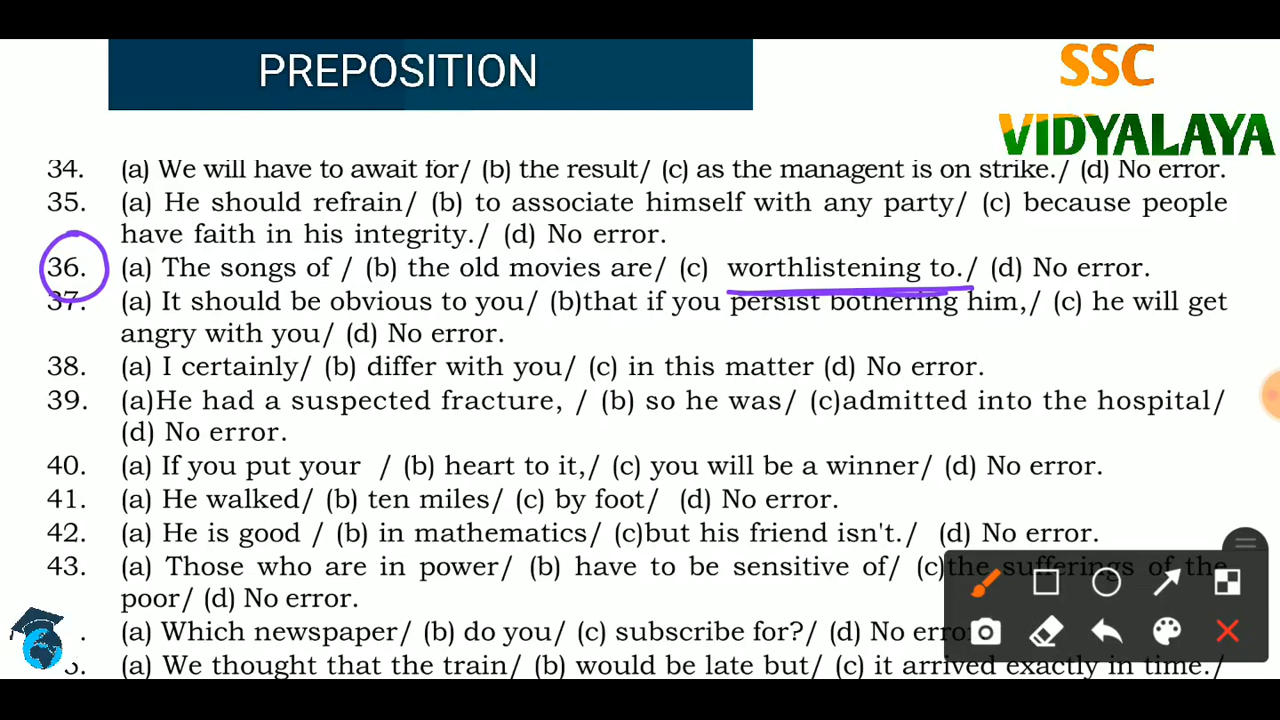 PREPOSITION
SSC
VIDYALAYA
34. (a) We will have to await for/ (b) the result/ (c) as the managent is on strike./ (d) No error.
35. (a) He should refrain/ (b) to associate himself with any party/ (c) because people
have faith in his integrity./ (d) No error.
36. (a) The songs of / (b) the old movies are/ (c) worthlistening to./ (d) No error.
37. (a) It should be obvious to you/ (b)that if you persist bothering him,/ (c) he will get
angry with you/ (d) No error.
38. (a) I certainly/ (b) differ with you/ (c) in this matter (d) No error.
39. (a)He had a suspected fracture, / (b) so he was/ (c)admitted into the hospital/
(d) No error.
40. (a) If you put your / (b) heart to it,/ (c) you will be a winner/ (d) No error.
41. (a) He walked/ (b) ten miles/ (c) by foot/ (d) No error.
42. (a) He is good / (b) in mathematics/ (c)but his friend isn't./ (d) No error.
43. (a) Those who are in power/ (b) have to be sensitive of/ (c)the sufferings of the
poor/ (d) No error.
. (a) Which newspaper/ (b) do you/ (c) subscribe for?/ (d) No error
(a) We thought that the train/ (b) would be late but/ (c) it arrived exactly in time./